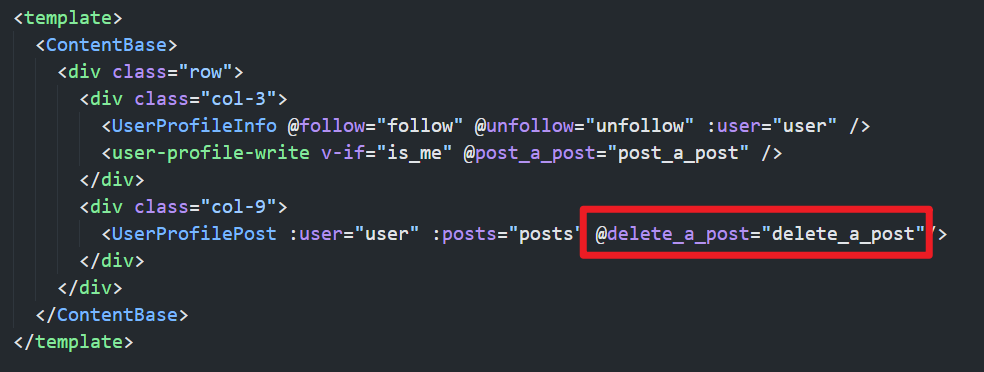 <template>
<ContentBase>
<div class="row">
<div class="col-3">
<UserProfileInfo @follow="follow" @unfollow="unfollow" :user="user" />
<user-profile-write v-if="is_me" @post_a_post="post_a_post" />
</div>
<div class="col-9">
<UserProfilePost :user="user" :posts="posts" @delete_a_post="delete_a_post"/>
</div>
</div>
</ContentBase>
</template>